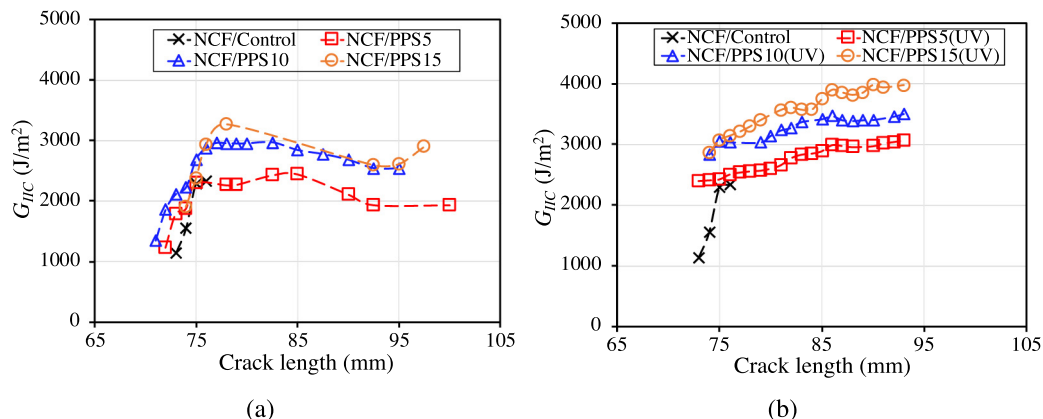 (a)
5000
4000
3000
2000
1000
0
G_IIC (J/m²)
NCF/Control NCF/PPS5
NCF/PPS10 NCF/PPS15
65 75 85 95 105
Crack length (mm)
(a)
(b)
5000
4000
3000
2000
1000
0
G_IIC (J/m²)
NCF/Control NCF/PPS5(UV)
NCF/PPS10(UV) NCF/PPS15(UV)
65 75 85 95 105
Crack length (mm)
(b)